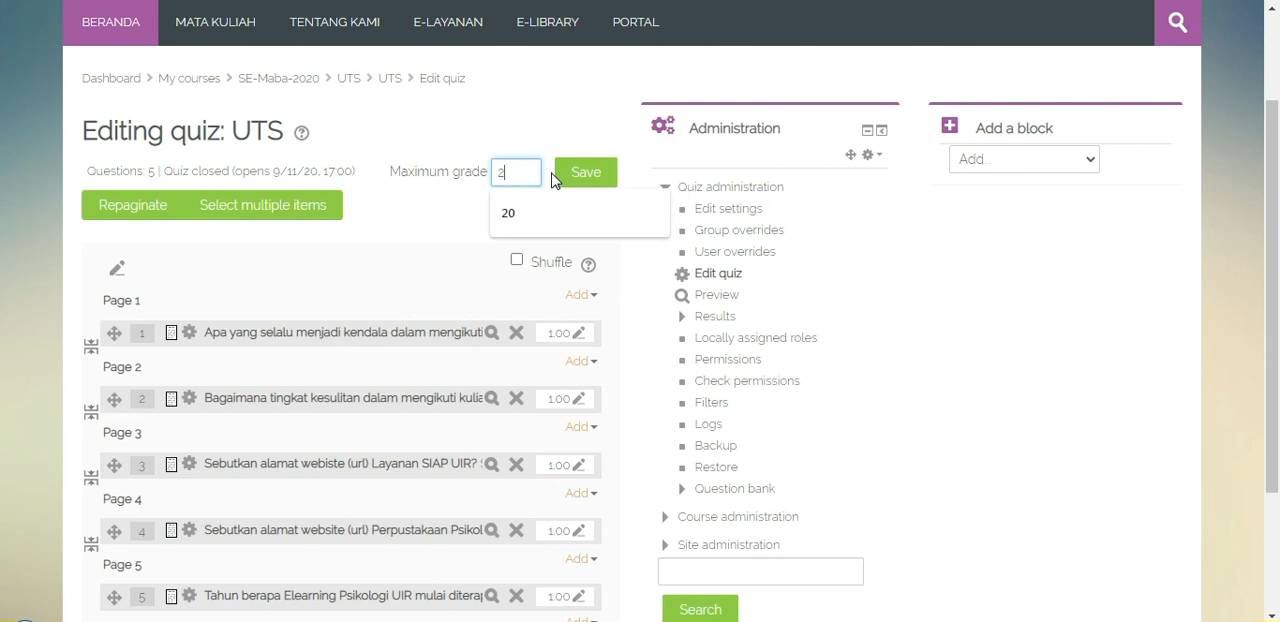 BERANDA MATA KULIAH TENTANG KAMI E-LAYANAN E-LIBRARY PORTAL
Dashboard My courses SE-Maba-2020 UTS UTS Edit quiz
Editing quiz: UTS
Questions: 5 | Quiz closed (opens 9/11/20, 17.00)
Maximum grade 2 Save
20
Repaginate Select multiple items
Shuffle
Page 1 Add
1 Apa yang selalu menjadi kendala dalam mengikuti 1.00
Page 2 Add
2 Bagaimana tingkat kesulitan dalam mengikuti kulia 1.00
Page 3 Add
3 Sebutkan alamat webiste (url) Layanan SIAP UIR? 1.00
Page 4 Add
4 Sebutkan alamat website (url) Perpustakaan Psikol 1.00
Page 5 Add
5 Tahun berapa Elearning Psikologi UIR mulai diterap 1.00
Administration
Quiz administration
Edit settings
Group overrides
User overrides
Edit quiz
Preview
Results
Locally assigned roles
Permissions
Check permissions
Filters
Logs
Backup
Restore
Question bank
Course administration
Site administration
Search
Add a block
Add...